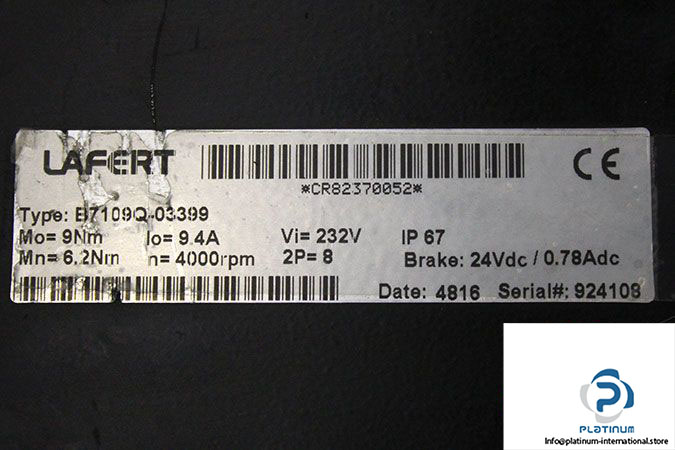 LAFERT
*CR82370052*
CE
Type: B7109Q-03399
Mo= 9Nm Io= 9.4A Vi= 232V IP 67
Mn= 6.2Nm n= 4000rpm 2P= 8 Brake: 24Vdc / 0.78Adc
Date: 4816 Serial#: 924108
PLATINUM
Info@platinum-international.store